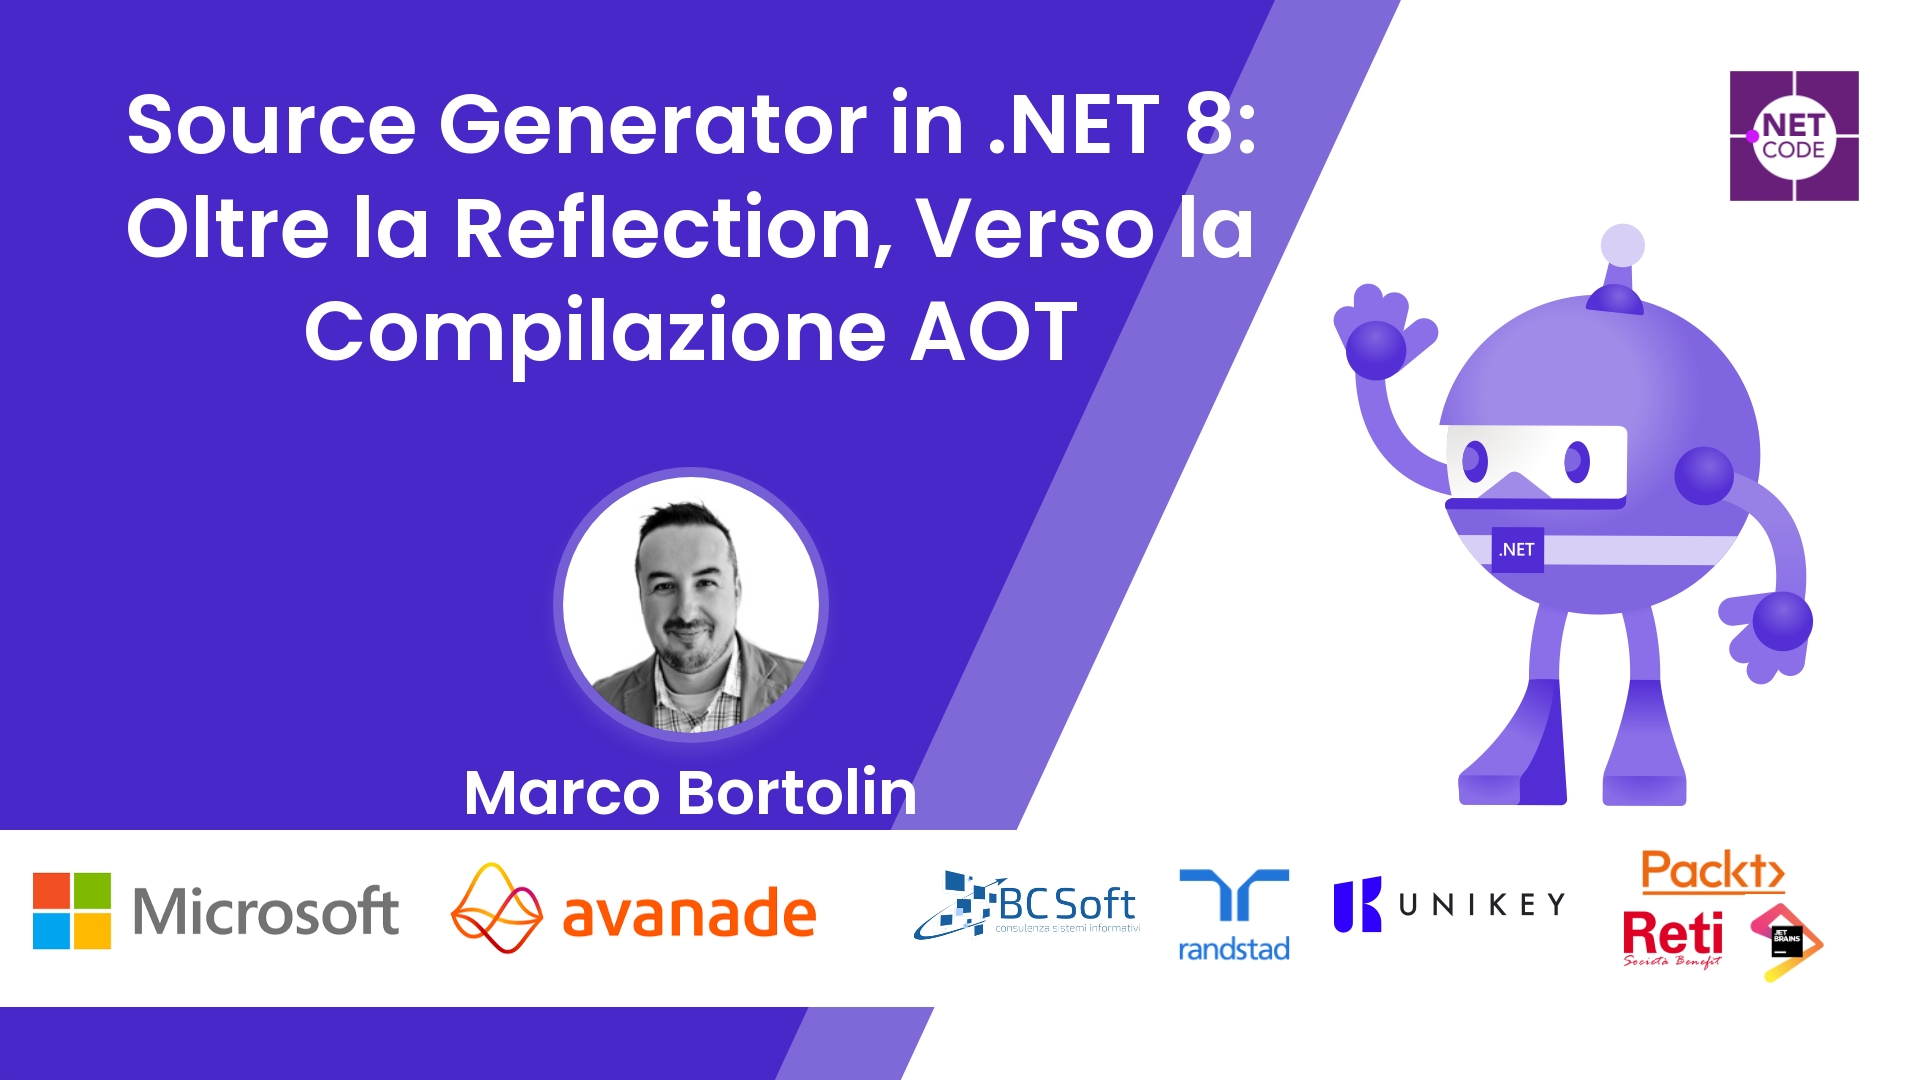 Source Generator in .NET 8:
Oltre la Reflection, Verso la
Compilazione AOT
.NET
CODE
.NET
Marco Bortolin
Microsoft
avanade
BC Soft
consulenza sistemi informativi
randstad
UNIKEY
Packt>
Reti
Società Benefit
JET
BRAINS